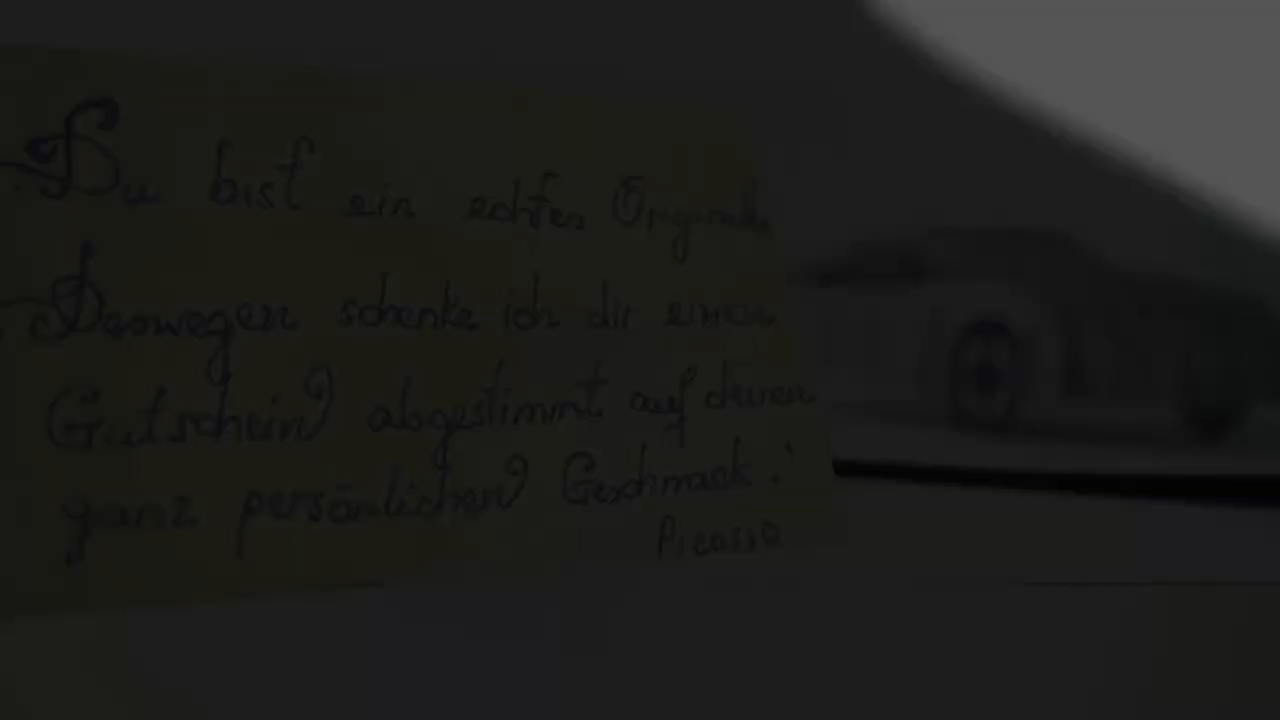 Du bist ein echtes Original.
Deswegen schenke ich dir einen
Gutschein abgestimmt auf deinen
ganz persönlichen Geschmack!
Picasso